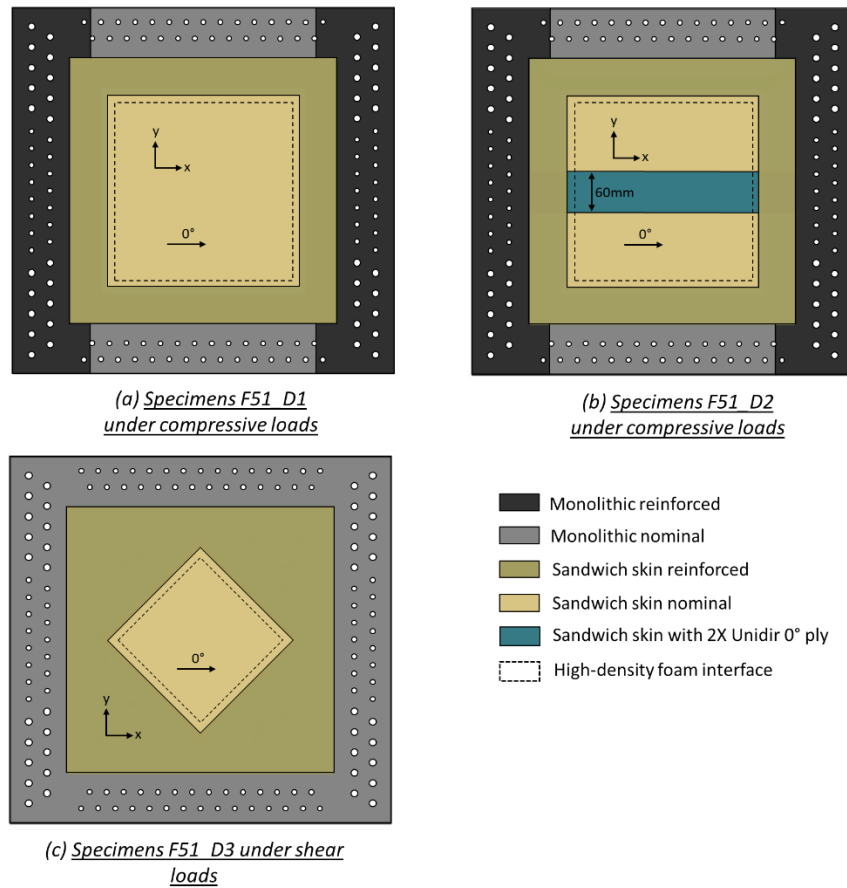 y
x
0°
(a) Specimens F51_D1
under compressive loads
y
x
60mm
0°
(b) Specimens F51_D2
under compressive loads
0°
y
x
(c) Specimens F51_D3 under shear
loads
Monolithic reinforced
Monolithic nominal
Sandwich skin reinforced
Sandwich skin nominal
Sandwich skin with 2X Unidir 0° ply
High-density foam interface